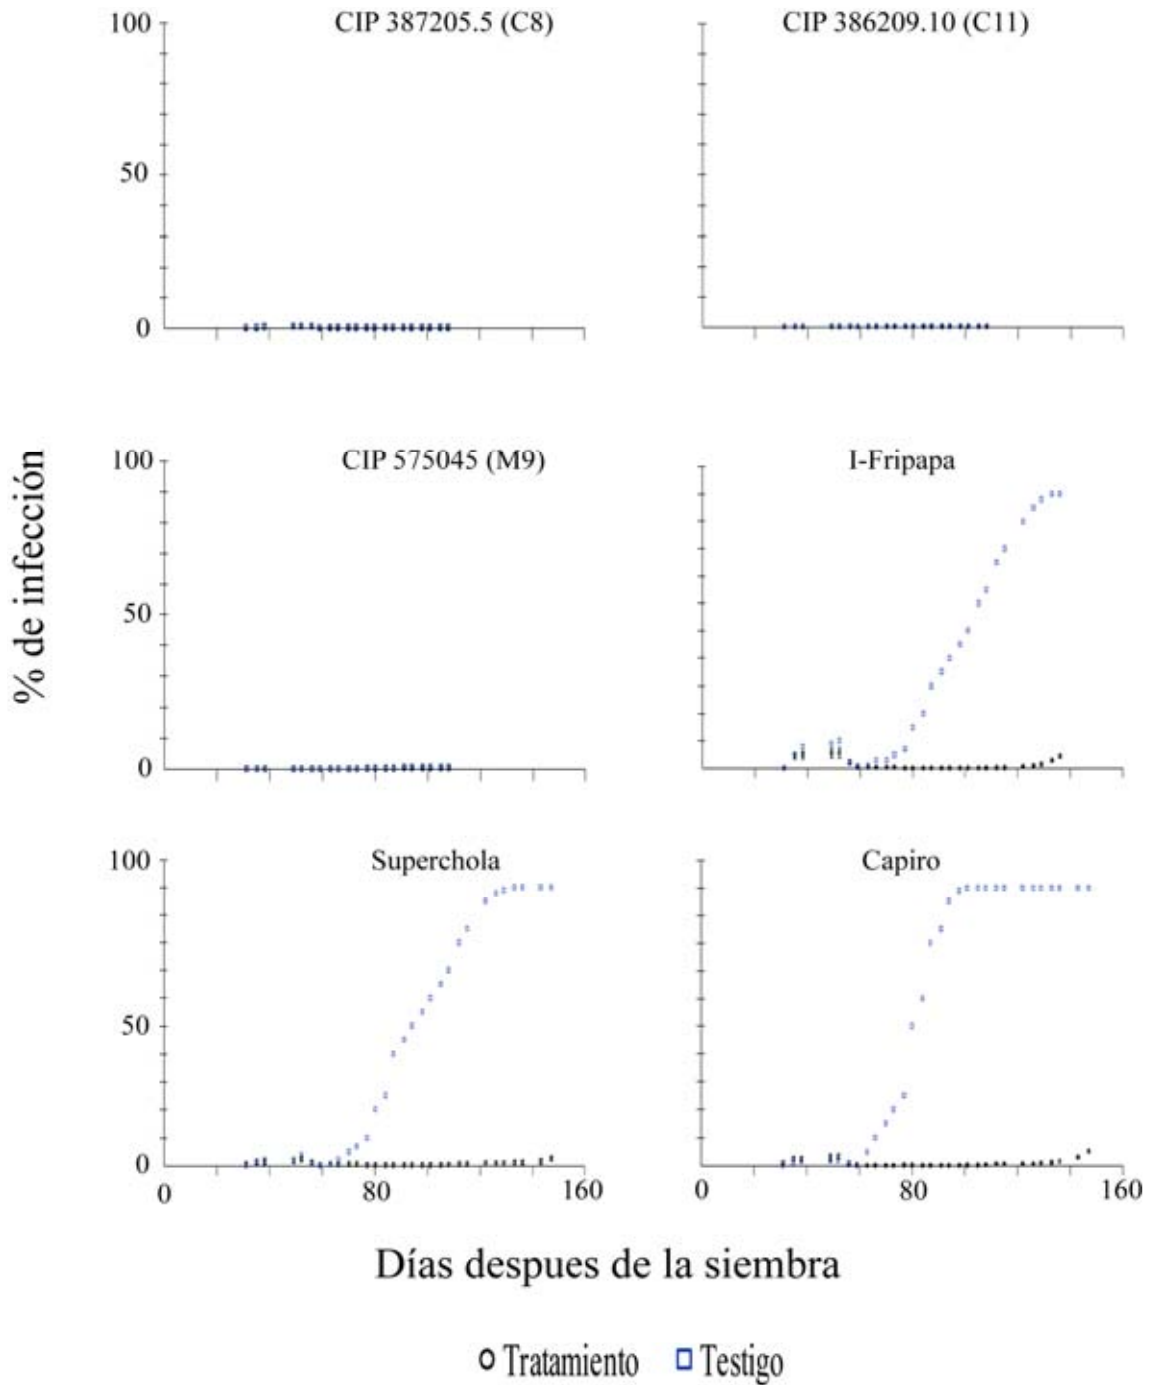 CIP 387205.5 (C8)
CIP 386209.10 (C11)
100
50
0
CIP 575045 (M9)
I-Fripapa
100
50
0
% de infección
Superchola
Capiro
100
50
0
0 80 160
0 80 160
Días despues de la siembra
Tratamiento Testigo